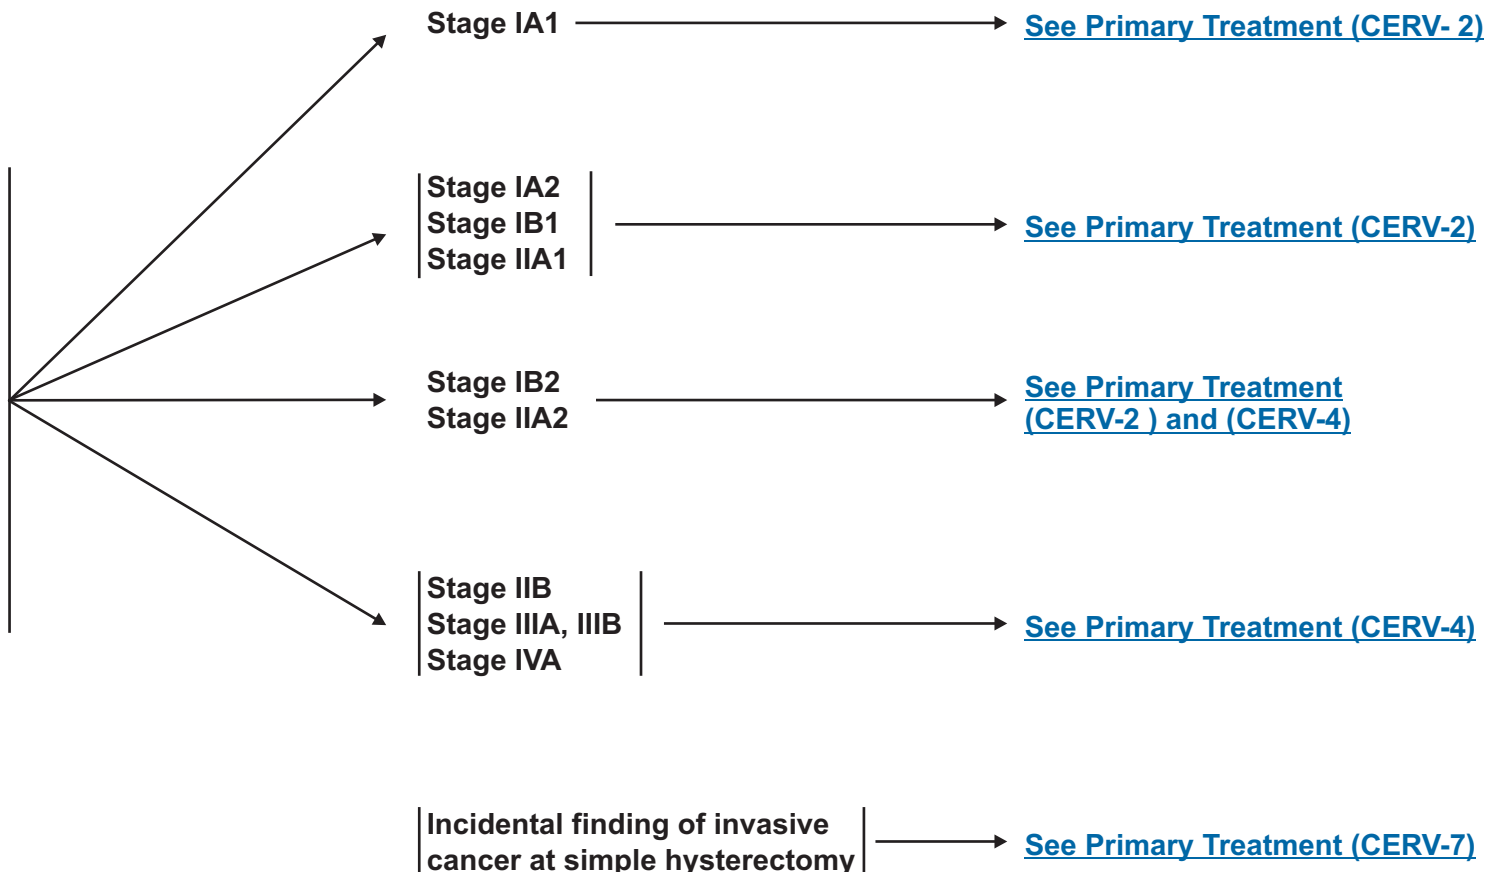 Stage IA1
See Primary Treatment (CERV- 2)
Stage IA2
Stage IB1
Stage IIA1
See Primary Treatment (CERV-2)
Stage IB2
Stage IIA2
See Primary Treatment
(CERV-2 ) and (CERV-4)
Stage IIB
Stage IIIA, IIIB
Stage IVA
See Primary Treatment (CERV-4)
Incidental finding of invasive
cancer at simple hysterectomy
See Primary Treatment (CERV-7)